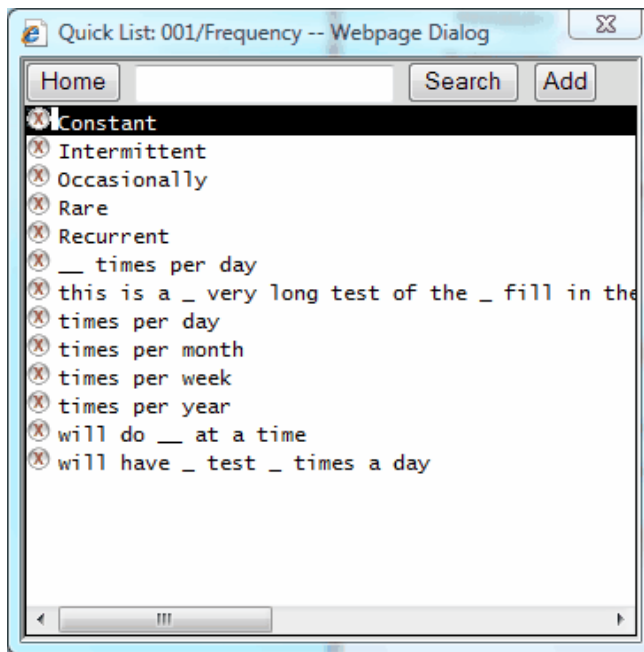 Quick List: 001/Frequency -- Webpage Dialog
Home Search Add
Constant
Intermittent
Occasionally
Rare
Recurrent
__ times per day
this is a _ very long test of the _ fill in the
times per day
times per month
times per week
times per year
will do __ at a time
will have _ test _ times a day